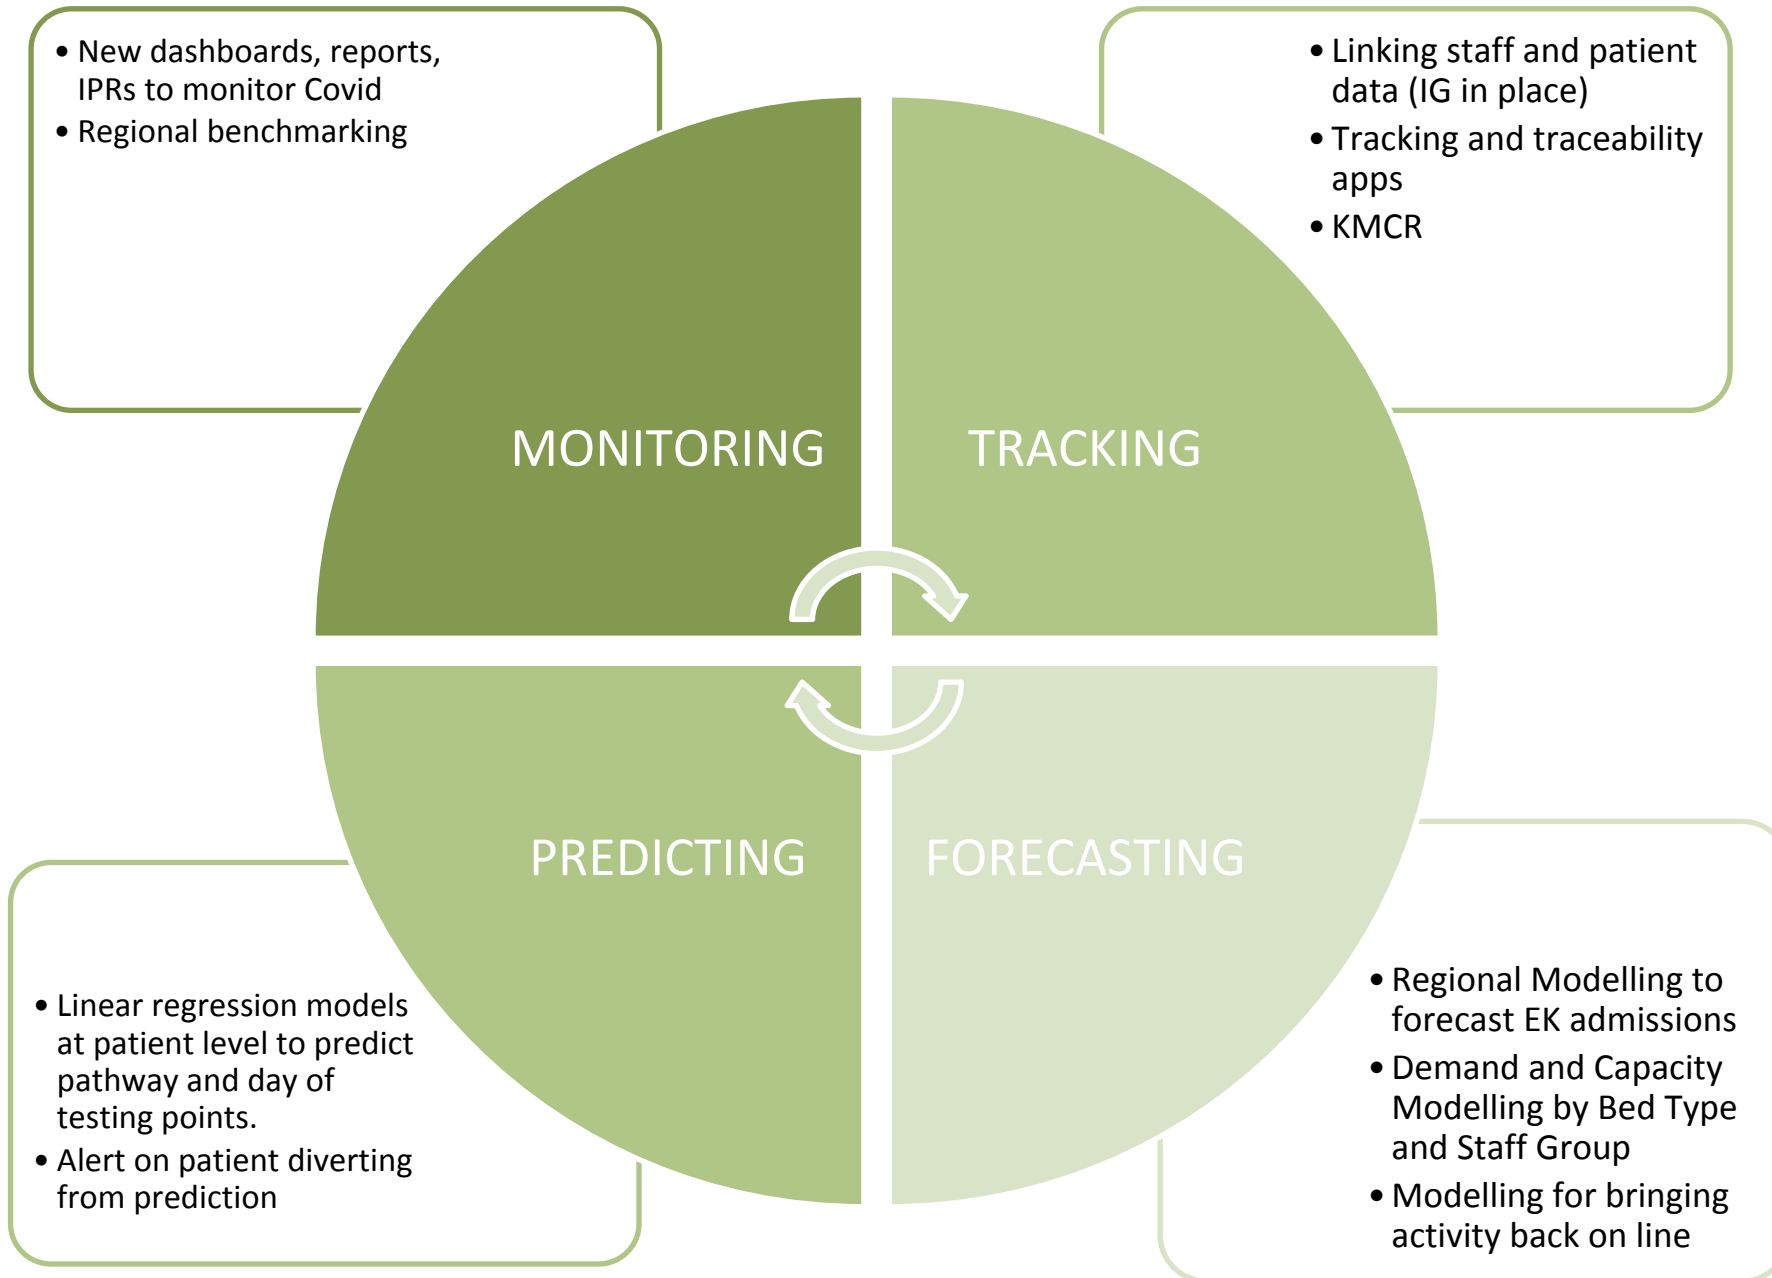 • New dashboards, reports,
IPRs to monitor Covid
• Regional benchmarking
• Linking staff and patient
data (IG in place)
• Tracking and traceability
apps
• KMCR
MONITORING
TRACKING
PREDICTING
FORECASTING
• Linear regression models
at patient level to predict
pathway and day of
testing points.
• Alert on patient diverting
from prediction
• Regional Modelling to
forecast EK admissions
• Demand and Capacity
Modelling by Bed Type
and Staff Group
• Modelling for bringing
activity back on line